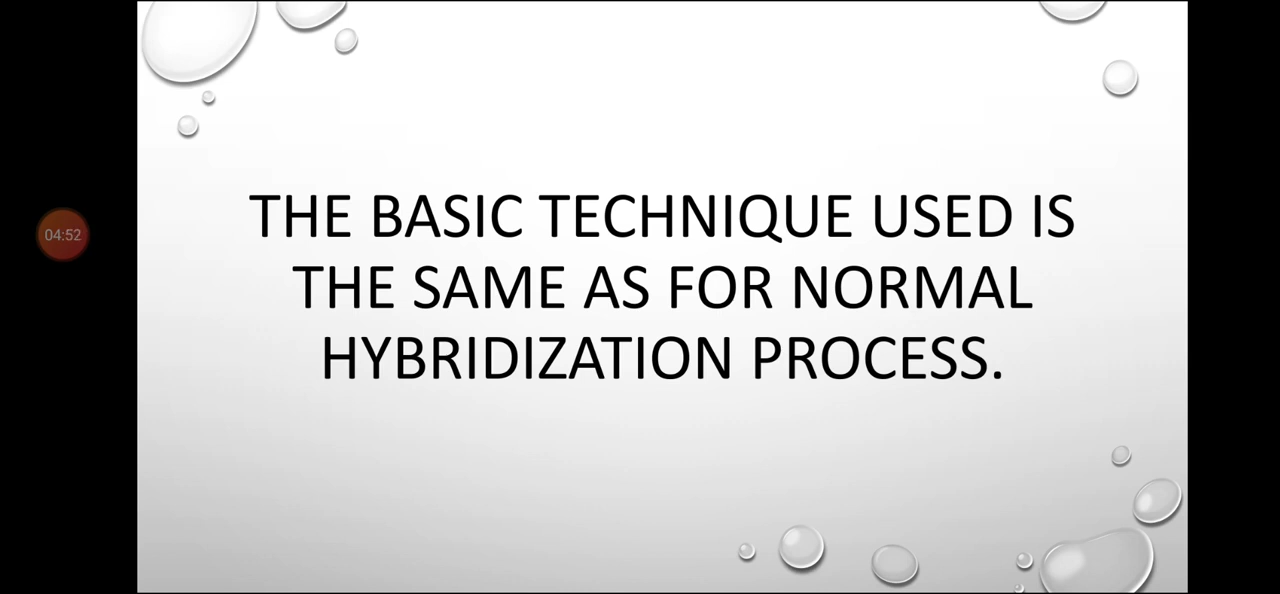 04:52
THE BASIC TECHNIQUE USED IS
THE SAME AS FOR NORMAL
HYBRIDIZATION PROCESS.